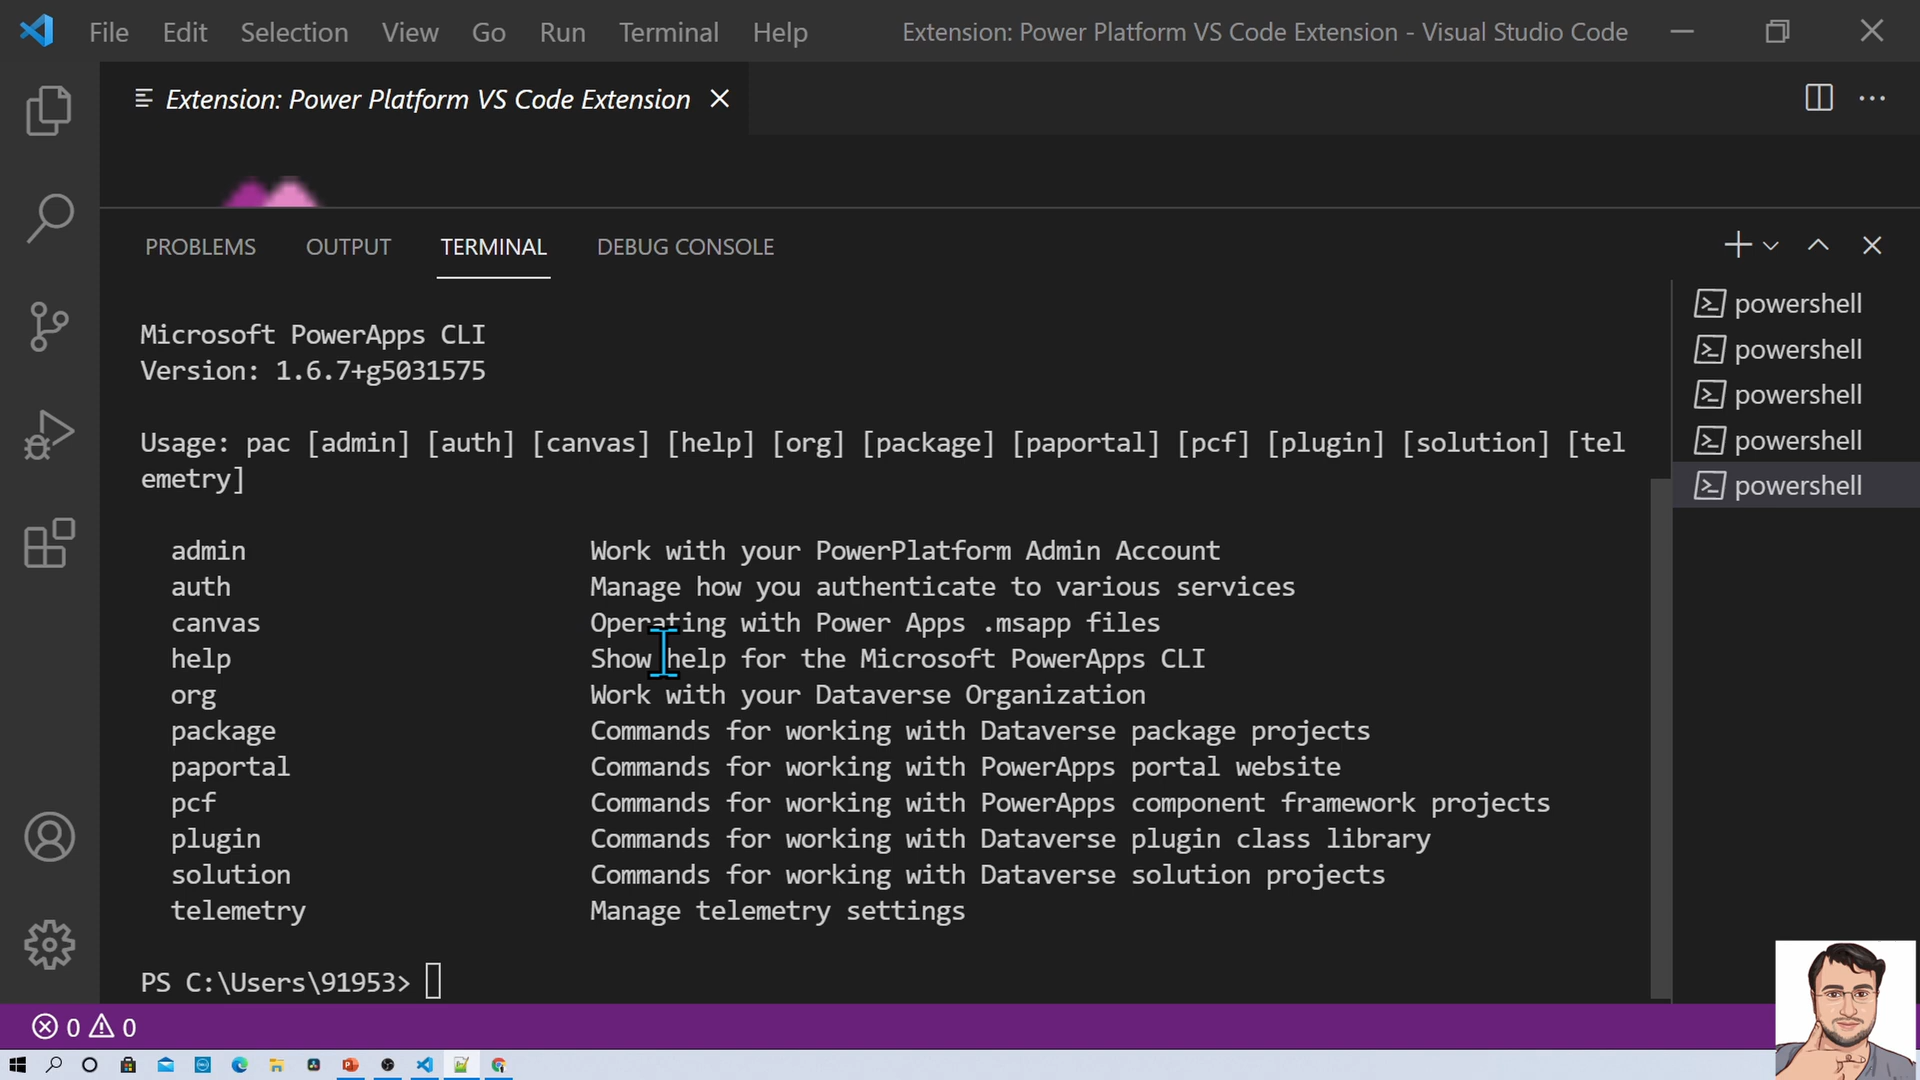 File Edit Selection View Go Run Terminal Help Extension: Power Platform VS Code Extension - Visual Studio Code
Extension: Power Platform VS Code Extension
PROBLEMS OUTPUT TERMINAL DEBUG CONSOLE
Microsoft PowerApps CLI
Version: 1.6.7+g5031575
Usage: pac [admin] [auth] [canvas] [help] [org] [package] [paportal] [pcf] [plugin] [solution] [tel
emetry]
admin Work with your PowerPlatform Admin Account
auth Manage how you authenticate to various services
canvas Operating with Power Apps .msapp files
help Show help for the Microsoft PowerApps CLI
org Work with your Dataverse Organization
package Commands for working with Dataverse package projects
paportal Commands for working with PowerApps portal website
pcf Commands for working with PowerApps component framework projects
plugin Commands for working with Dataverse plugin class library
solution Commands for working with Dataverse solution projects
telemetry Manage telemetry settings
PS C:\Users\91953>
powershell
powershell
powershell
powershell
powershell
0 0